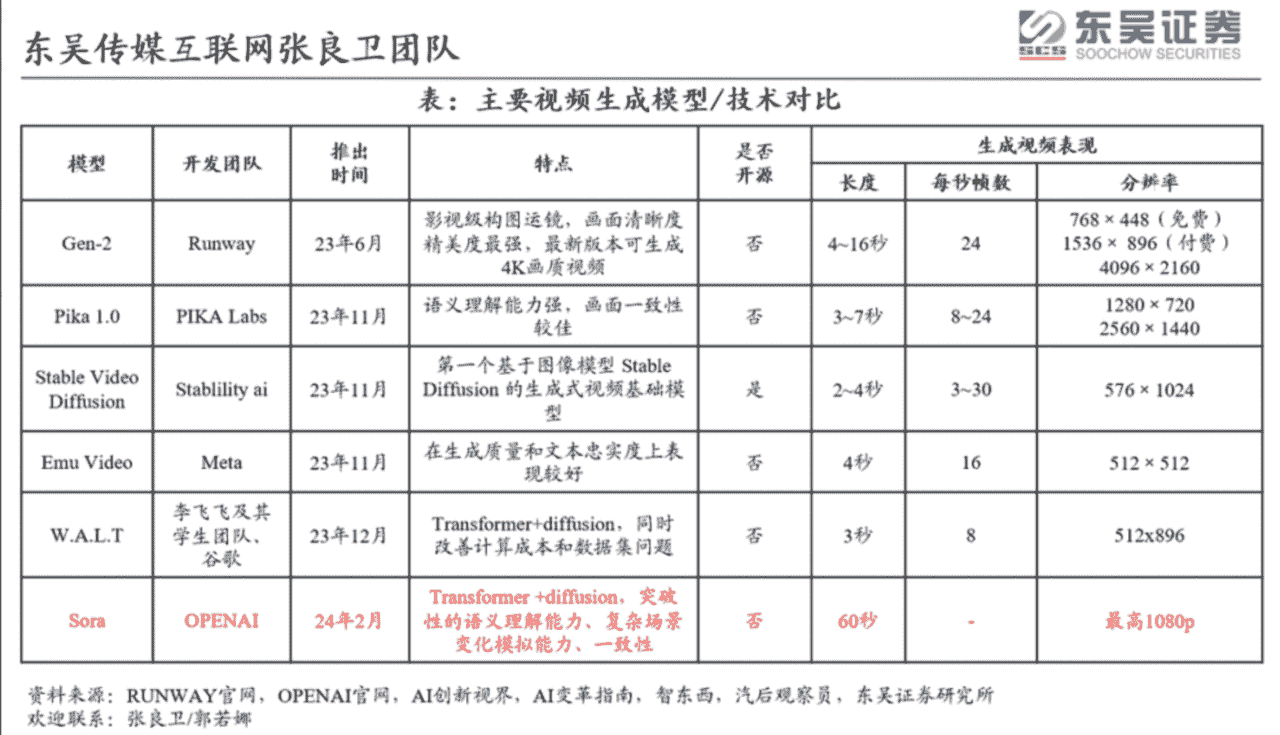 东吴传媒互联网张良卫团队
SCS
东吴证券
SOOCHOW SECURITIES
表：主要视频生成模型/技术对比
模型
开发团队
推出
时间
特点
是否
开源
生成视频表现
长度
每秒帧数
分辨率
Gen-2
Runway
23年6月
影视级构图运镜，画面清晰度
精美度最强，最新版本可生成
4K画质视频
否
4~16秒
24
768×448（免费）
1536× 896（付费）
4096×2160
Pika 1.0
PIKA Labs
23年11月
语义理解能力强，画面一致性
较佳
否
3~7秒
8~24
1280×720
2560×1440
Stable Video
Diffusion
Stablility ai
23年11月
第一个基于图像模型 Stable
Diffusion 的生成式视频基础模
型
是
2~4秒
3~30
576×1024
Emu Video
Meta
23年11月
在生成质量和文本忠实度上表
现较好
否
4秒
16
512×512
W.A.L.T
李飞飞及其
学生团队、
谷歌
23年12月
Transformer+diffusion，同时
改善计算成本和数据集问题
否
3秒
8
512x896
Sora
OPENAI
24年2月
Transformer +diffusion，突破
性的语义理解能力、复杂场景
变化模拟能力、一致性
否
60秒
-
最高1080p
资料来源：RUNWAY官网，OPENAI官网，AI创新视界，AI变革指南，智东西，汽后观察员，东吴证券研究所
欢迎联系：张良卫/郭若娜